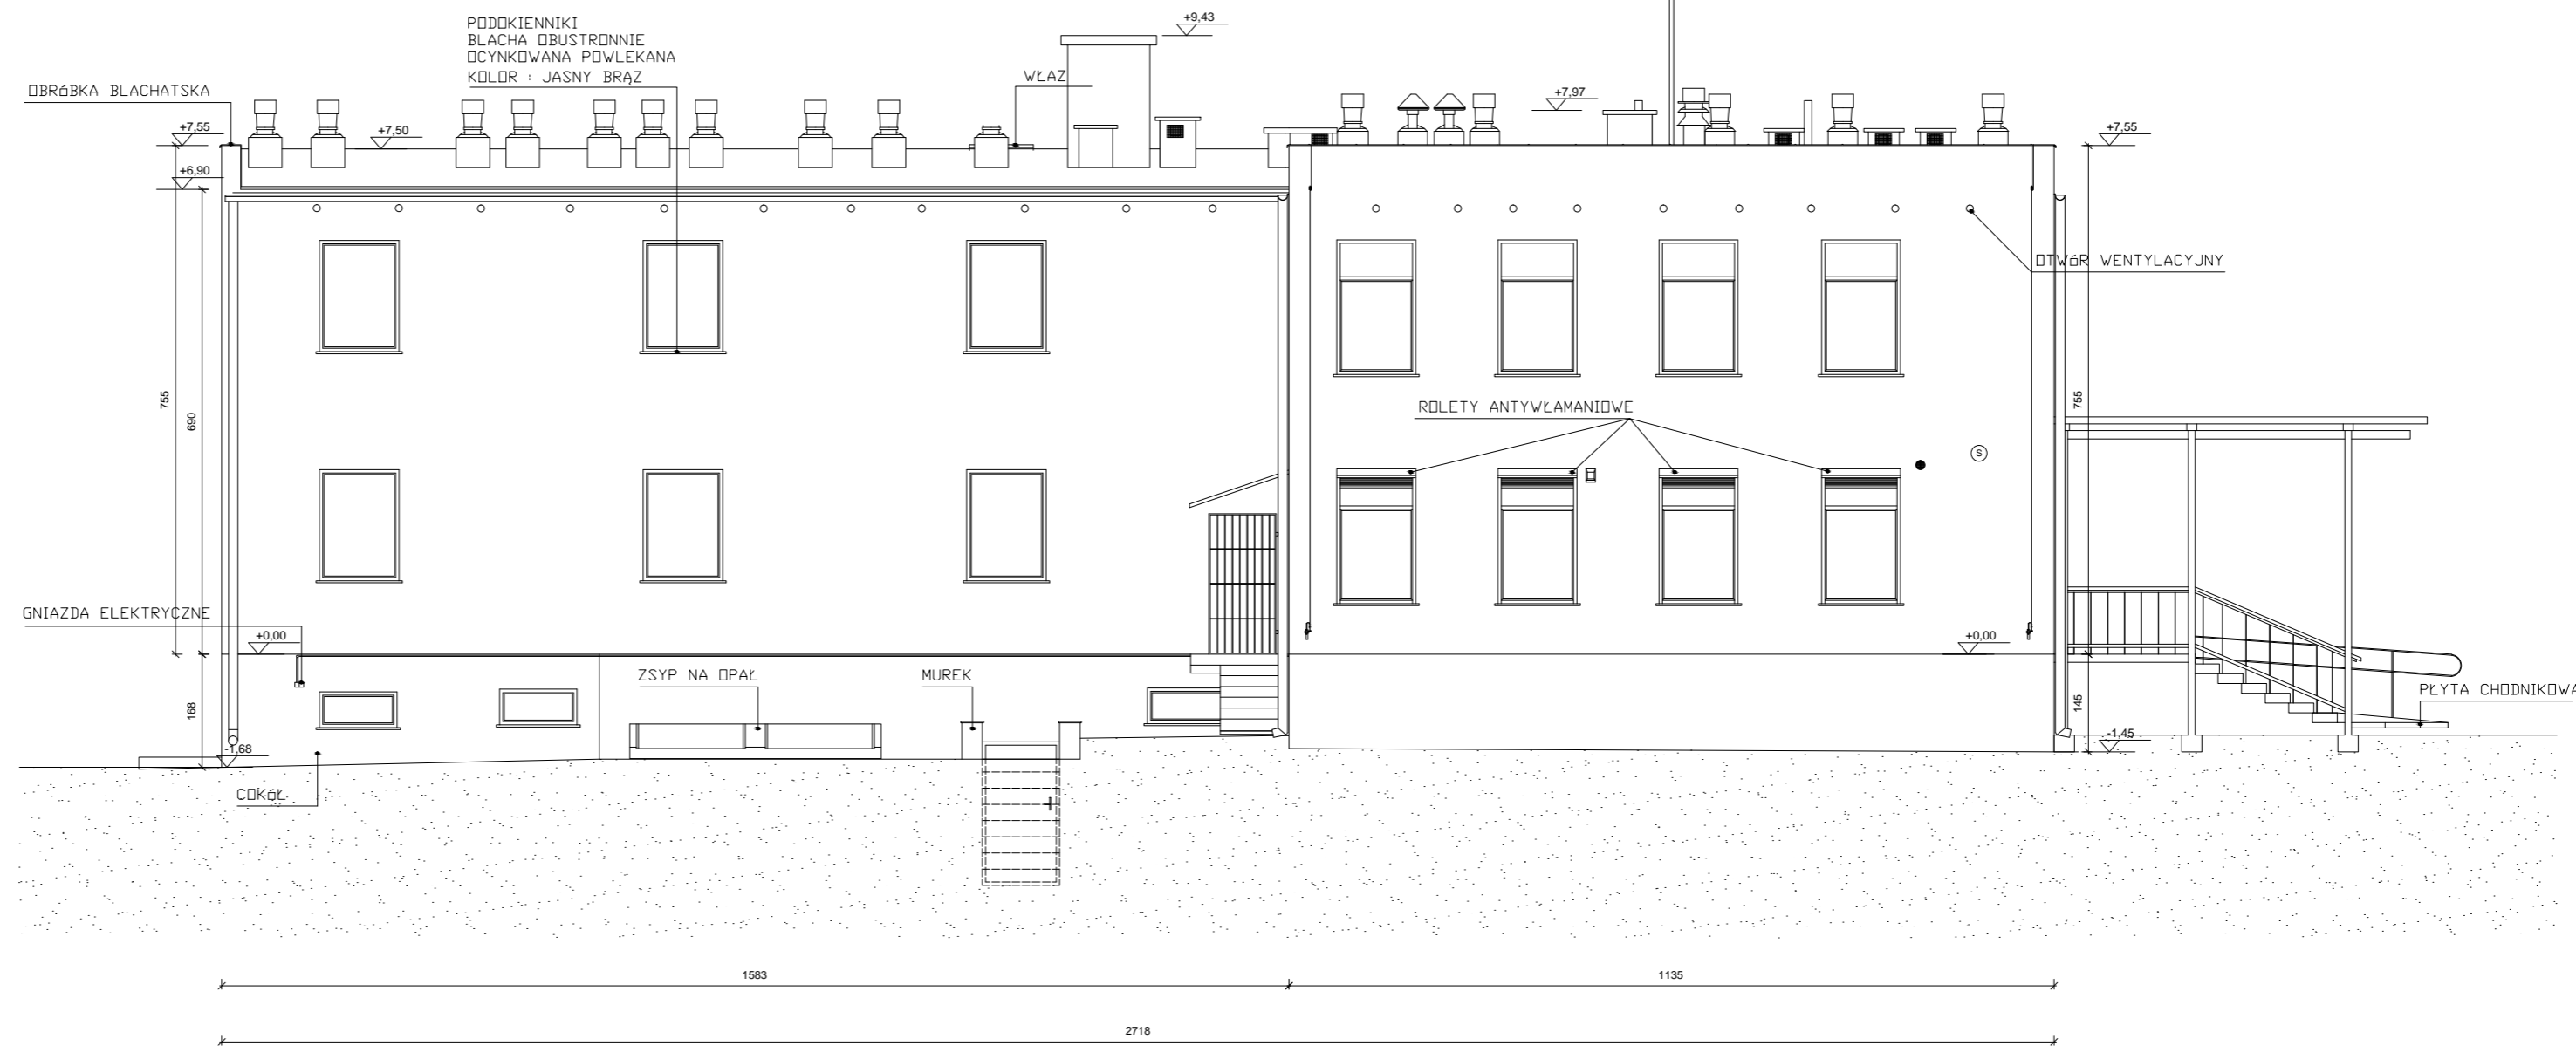 PODOKIENNIKI
BLACHA OBUSTRONNIE
OCYNKOWANA POWLEKANA
KOLOR : JASNY BRĄZ
+9,43
WŁAZ
OBRóBKA BLACHATSKA
+7,97
+7,55
+7,50
+7,55
+6,90
OTWóR WENTYLACYJNY
755
690
755
ROLETY ANTYWŁAMANIOWE
S
GNIAZDA ELEKTRYCZNE
+0,00
+0,00
ZSYP NA OPAŁ
MUREK
PŁYTA CHODNIKOWA
168
145
-1,68
-1,45
COKóŁ
1583
1135
2718